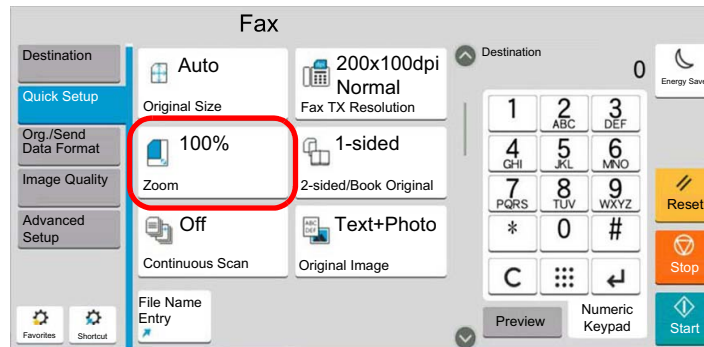 Fax
Destination
Quick Setup
Org./Send
Data Format
Image Quality
Advanced
Setup
Favorites
Shortcut
Auto
Original Size
200x100dpi
Normal
Fax TX Resolution
100%
Zoom
1-sided
2-sided/Book Original
Off
Continuous Scan
ABC
DEF
Text+Photo
Original Image
File Name
Entry
Destination
0
1
2
ABC
3
DEF
4
GHI
5
JKL
6
MNO
7
PQRS
8
TUV
9
WXYZ
*
0
#
C
Preview
Numeric
Keypad
Energy Save
Reset
Stop
Start